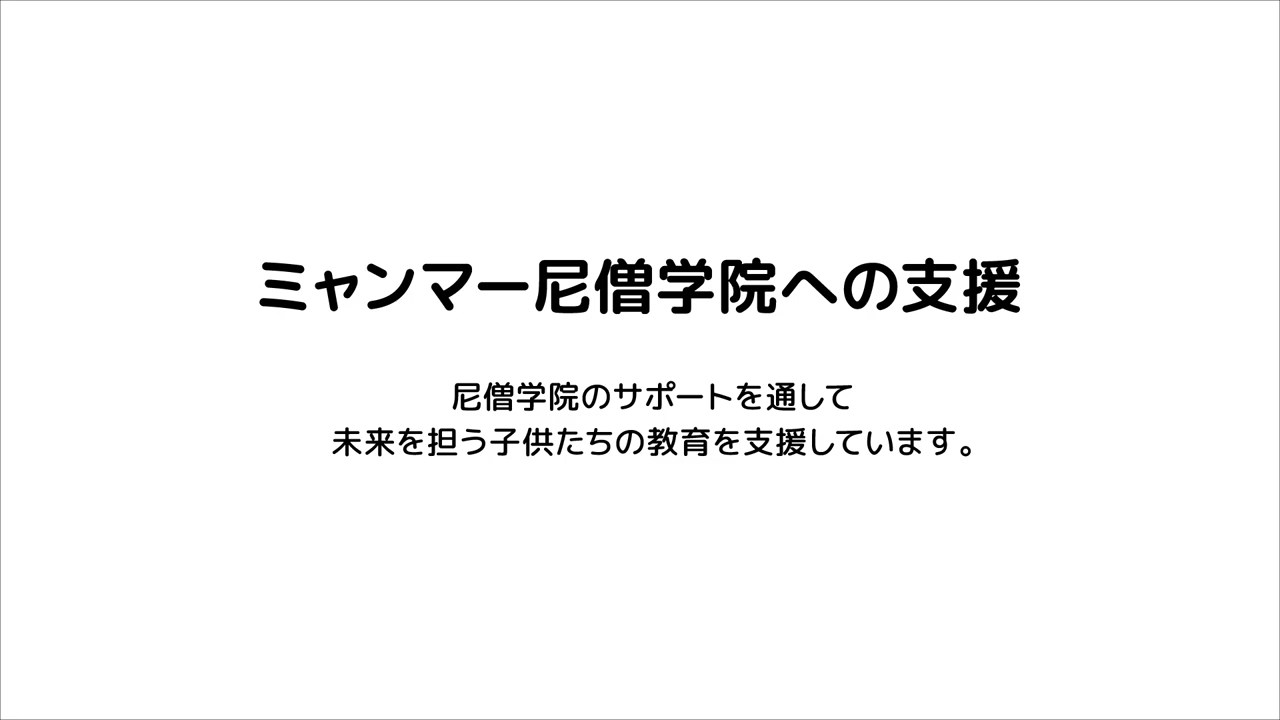 ミャンマー尼僧学院への支援
尼僧学院のサポートを通して
未来を担う子供たちの教育を支援しています。